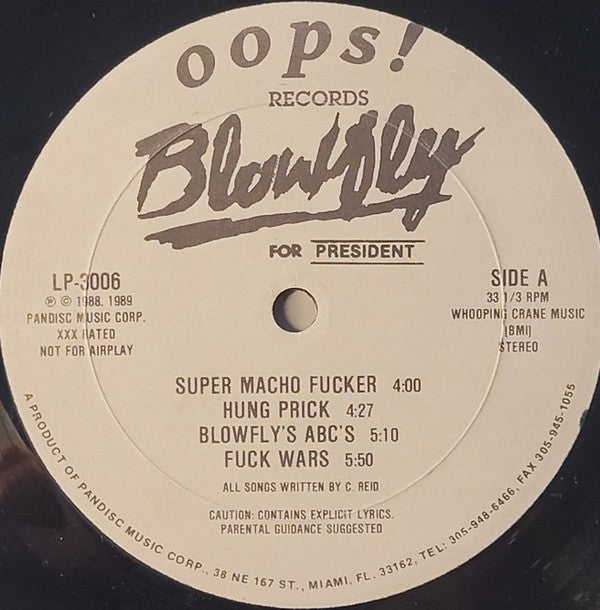 oops!
RECORDS
Blowfly
FOR PRESIDENT
LP-3006
℗ © 1988, 1989
PANDISC MUSIC CORP.
XXX RATED
NOT FOR AIRPLAY
SIDE A
33 1/3 RPM
WHOOPING CRANE MUSIC
(BMI)
STEREO
SUPER MACHO FUCKER 4:00
HUNG PRICK 4:27
BLOWFLY'S ABC'S 5:10
FUCK WARS 5:50
ALL SONGS WRITTEN BY C. REID
CAUTION: CONTAINS EXPLICIT LYRICS.
PARENTAL GUIDANCE SUGGESTED
A PRODUCT OF PANDISC MUSIC CORP., 38 NE 167 ST., MIAMI, FL. 33162, TEL: 305-948-6466, FAX 305-945-1055